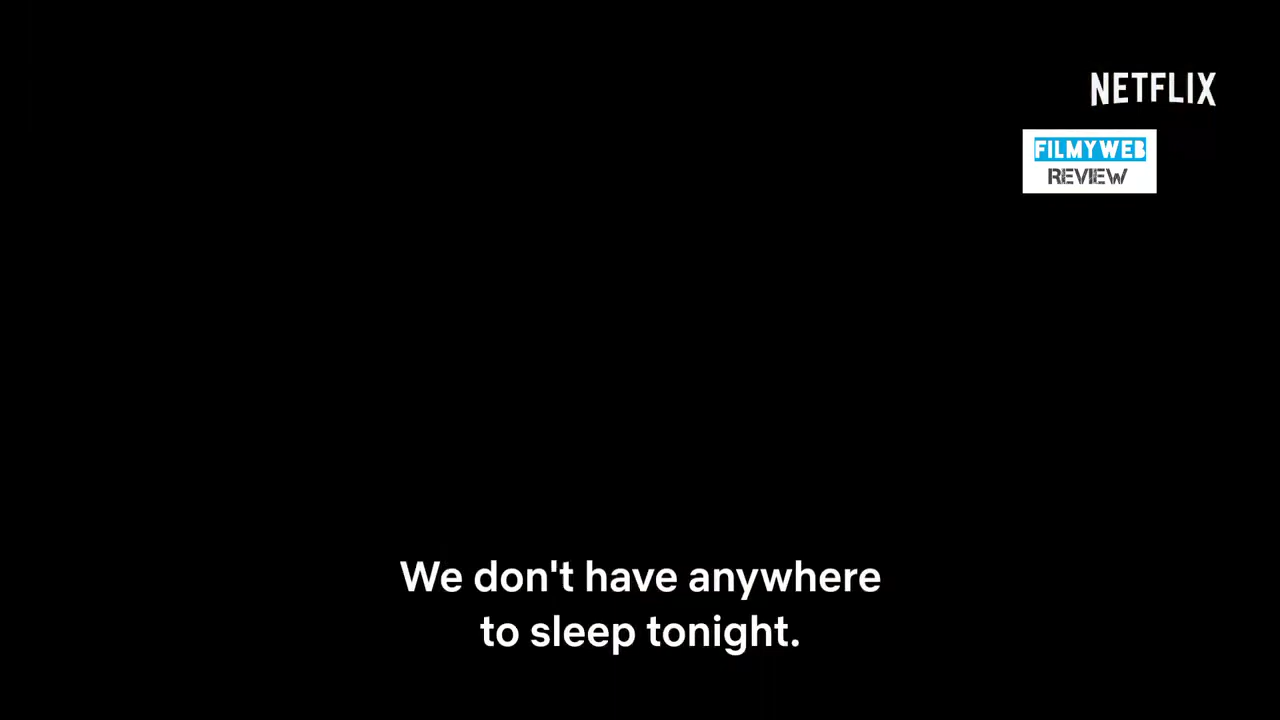 NETFLIX
FILMYWEB
REVIEW
We don't have anywhere
to sleep tonight.